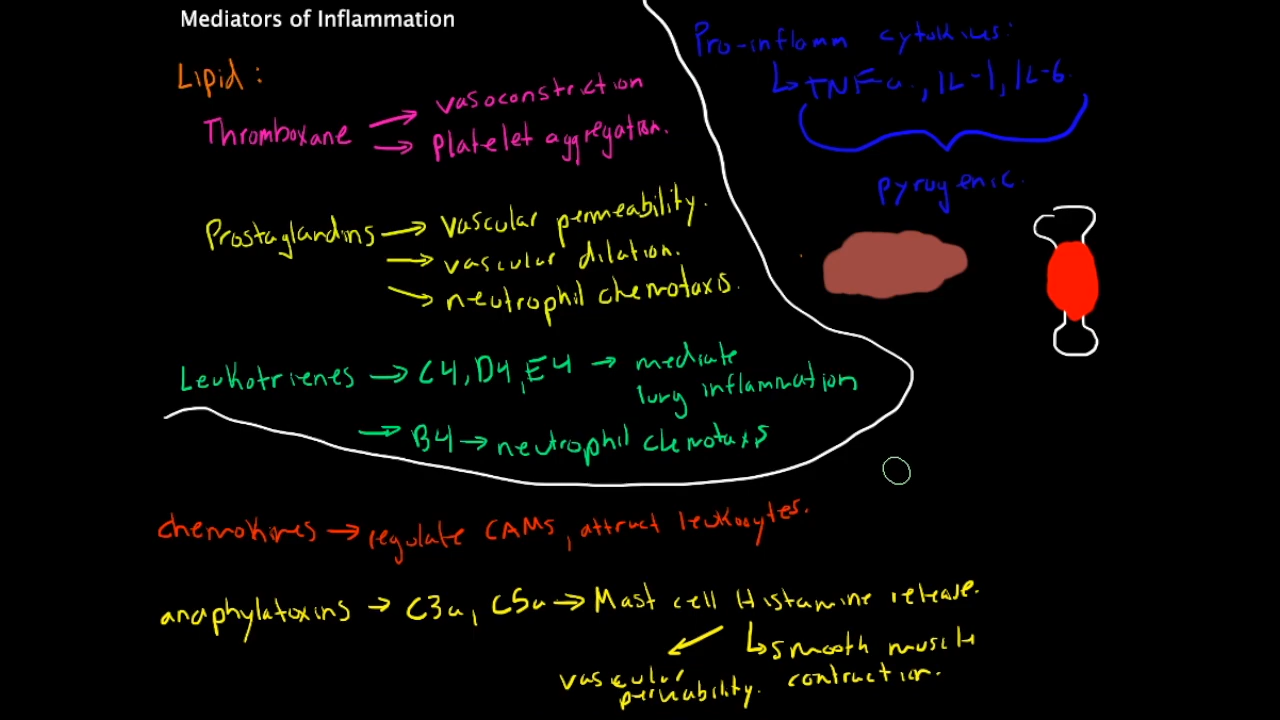 Mediators of Inflammation
Lipid:
Thromboxane → vasoconstriction
→ Platelet aggregation.
Prostaglandins → vascular permeability.
→ vascular dilation.
→ neutrophil chemotaxis.
Leukotrienes → C4, D4, E4 → mediate
lung inflammation
→ B4 → neutrophil chemotaxis
Pro-inflamm cytokines:
↳ TNFα, IL-1, IL-6.
pyrogenic.
chemokines → regulate CAMs, attract leukocytes.
anaphylatoxins → C3a, C5a → Mast cell Histamine release.
↳ smooth muscle
contraction.
vascular
permeability.